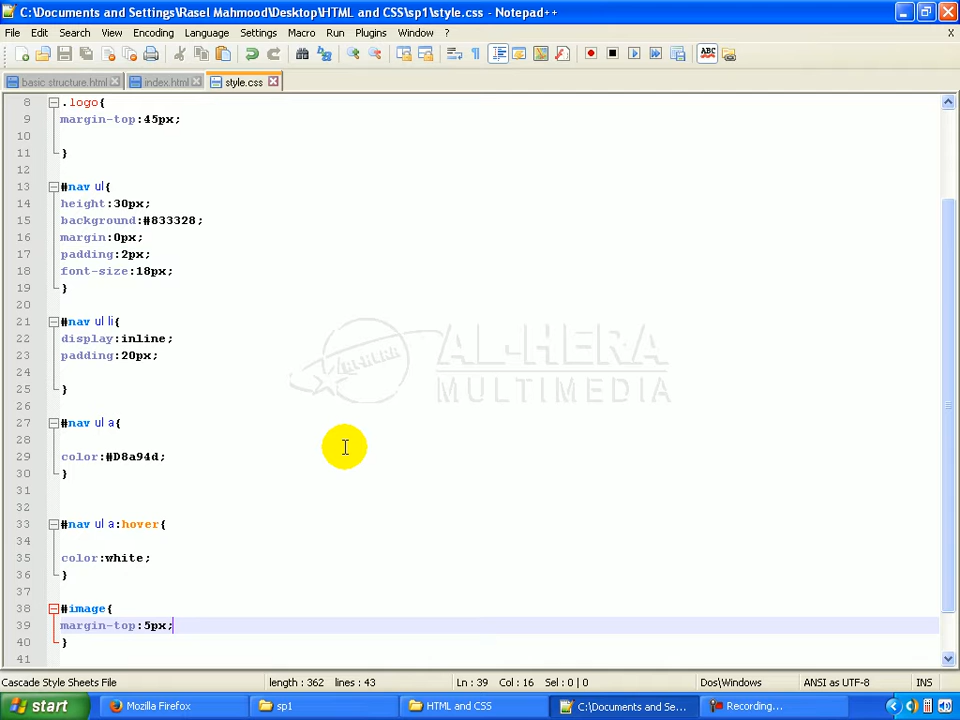 C:\Documents and Settings\Rasel Mahmood\Desktop\HTML and CSS\sp1\style.css - Notepad++
File Edit Search View Encoding Language Settings Macro Run Plugins Window ? X
basic structure.html index.html style.css
8 .logo{
9 margin-top:45px;
10
11 }
12
13 #nav ul{
14 height:30px;
15 background:#833328;
16 margin:0px;
17 padding:2px;
18 font-size:18px;
19 }
20
21 #nav ul li{
22 display:inline;
23 padding:20px;
24
25 }
26
27 #nav ul a{
28
29 color:#D8a94d;
30 }
31
32
33 #nav ul a:hover{
34
35 color:white;
36 }
37
38 #image{
39 margin-top:5px;
40 }
41
AL-HERA
MULTIMEDIA
Cascade Style Sheets File length : 362 lines : 43 Ln : 39 Col : 16 Sel : 0 | 0 Dos\Windows ANSI as UTF-8 INS
start Mozilla Firefox sp1 HTML and CSS C:\Documents and Se... Recording...